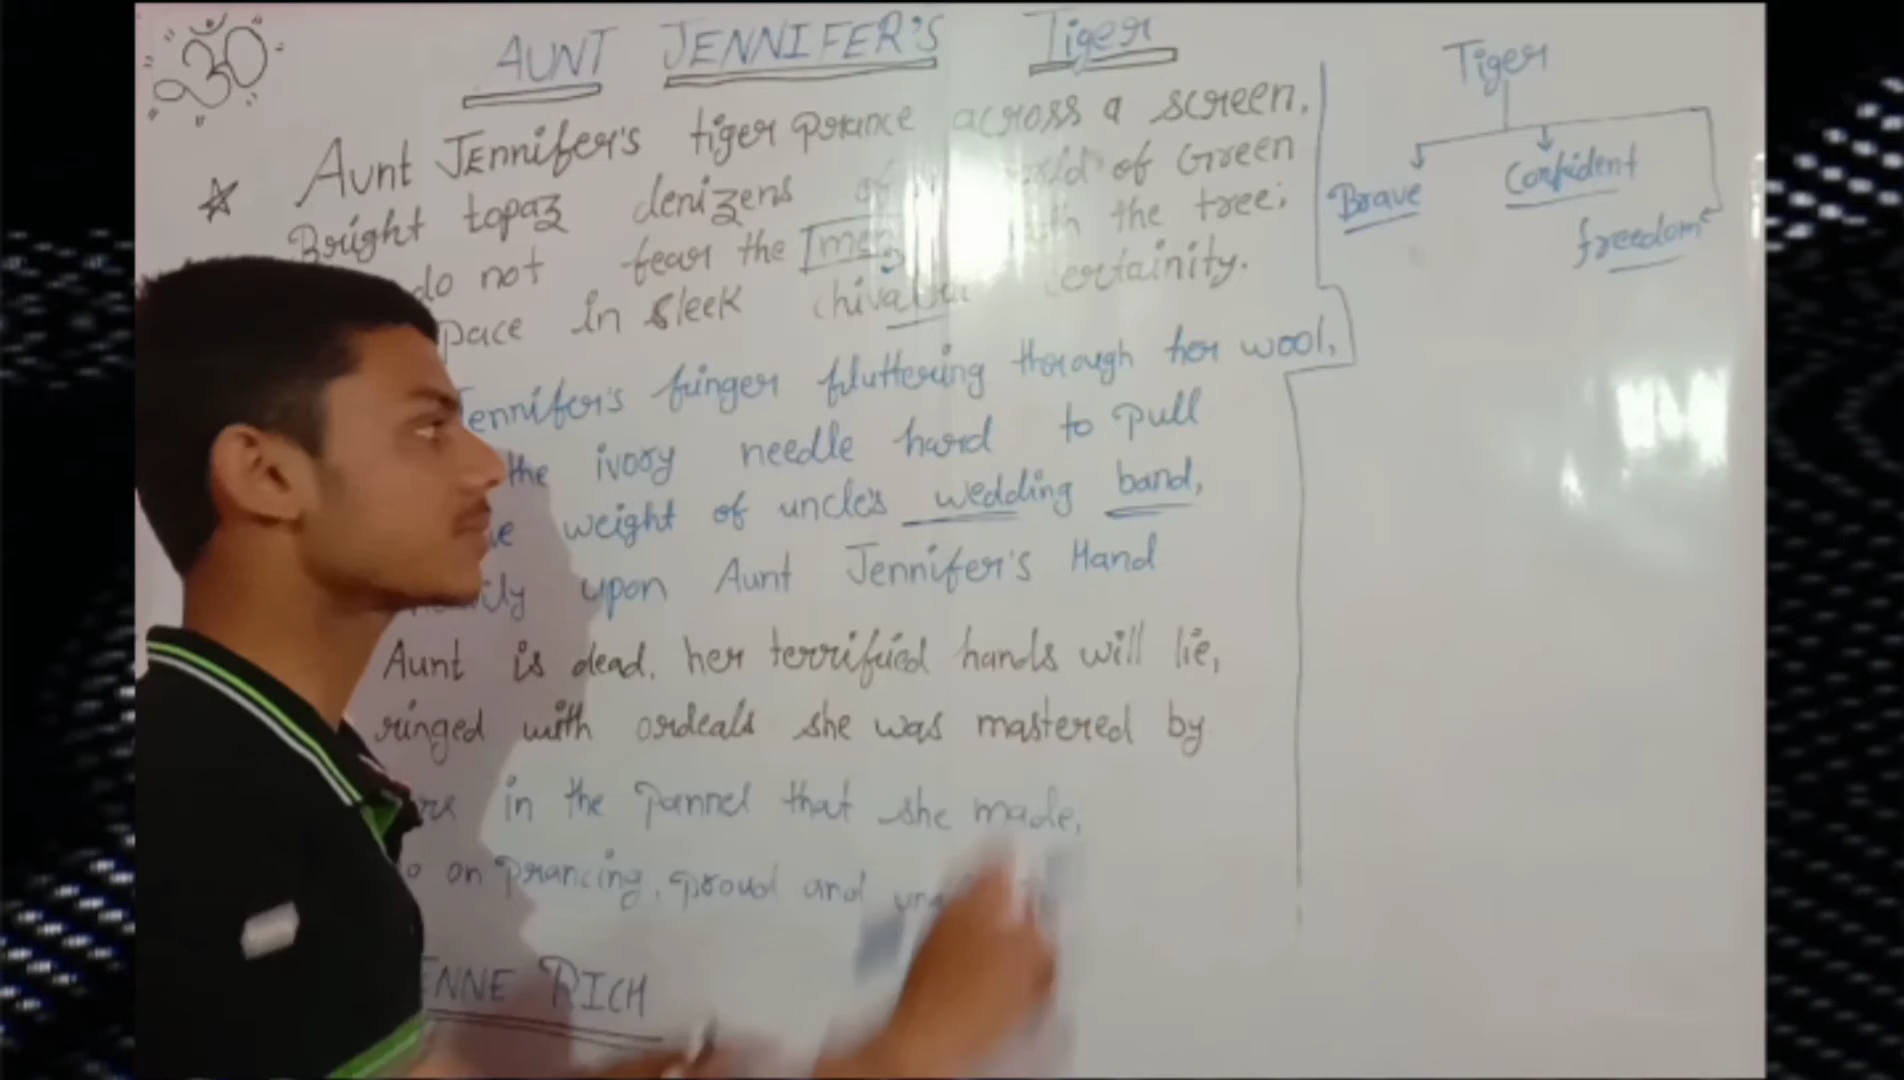 ॐ
AUNT JENNIFER'S Tiger
Aunt Jennifer's tiger prance across a screen.
Bright topaz denizens of of Green
do not fear the men the tree;
pace in sleek certainity.
Jennifer's finger fluttering through her wool,
the ivory needle hard to pull
weight of uncle's wedding band,
upon Aunt Jennifer's Hand
Aunt is dead. her terrified hands will lie,
ringed with ordeals she was mastered by
in the pannel that she made,
on prancing, proud and
ENNE RICH
Tiger
Brave
Confident
freedom